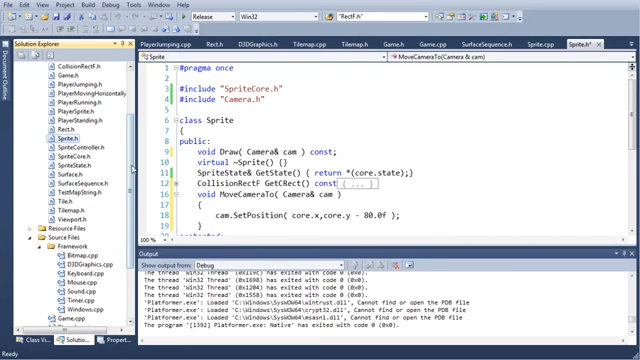 File Edit View Project Build Debug Tools Window Help
Release Win32 "RectF.h"
Solution Explorer
PlayerJumping.cpp Rect.h D3DGraphics.cpp Tilemap.cpp Tilemap.h Game.cpp Game.h SurfaceSequence.cpp Sprite.cpp Sprite.h*
Sprite MoveCameraTo(Camera & cam)
Document Outline
CollisionRectF.h
Game.h
PlayerJumping.h
PlayerMovingHorizontally
PlayerRunning.h
PlayerSprite.h
PlayerStanding.h
Rect.h
Sprite.h
SpriteController.h
SpriteCore.h
SpriteState.h
Surface.h
SurfaceSequence.h
TestMapString.h
Tile.h
Tilemap.h
Viewport.h
Resource Files
Source Files
Framework
Bitmap.cpp
D3DGraphics.cpp
Keyboard.cpp
Mouse.cpp
Sound.cpp
Timer.cpp
Windows.cpp
Game.cpp
Class Vi... Solutio... Propert...
1 #pragma once
2
3 #include "SpriteCore.h"
4 #include "Camera.h"
5
6 class Sprite
7 {
8 public:
9 void Draw( Camera& cam ) const;
10 virtual ~Sprite() {}
11 SpriteState& GetState() { return *(core.state);}
12 CollisionRectF GetCRect() const { ... }
16 void MoveCameraTo( Camera& cam )
17 {
18 cam.SetPosition( core.x,core.y - 80.0f );
19 }
100 %
Output
Show output from: Debug
The thread 'Win32 Thread' (0x1698) has exited with code 0 (0x0).
The thread 'Win32 Thread' (0x1204) has exited with code 0 (0x0).
The thread 'Win32 Thread' (0x1558) has exited with code 0 (0x0).
'Platformer.exe': Loaded 'C:\Windows\SysWOW64\wintrust.dll', Cannot find or open the PDB file
'Platformer.exe': Loaded 'C:\Windows\SysWOW64\crypt32.dll', Cannot find or open the PDB file
'Platformer.exe': Loaded 'C:\Windows\SysWOW64\msasn1.dll', Cannot find or open the PDB file
The program '[1392] Platformer.exe: Native' has exited with code 0 (0x0).